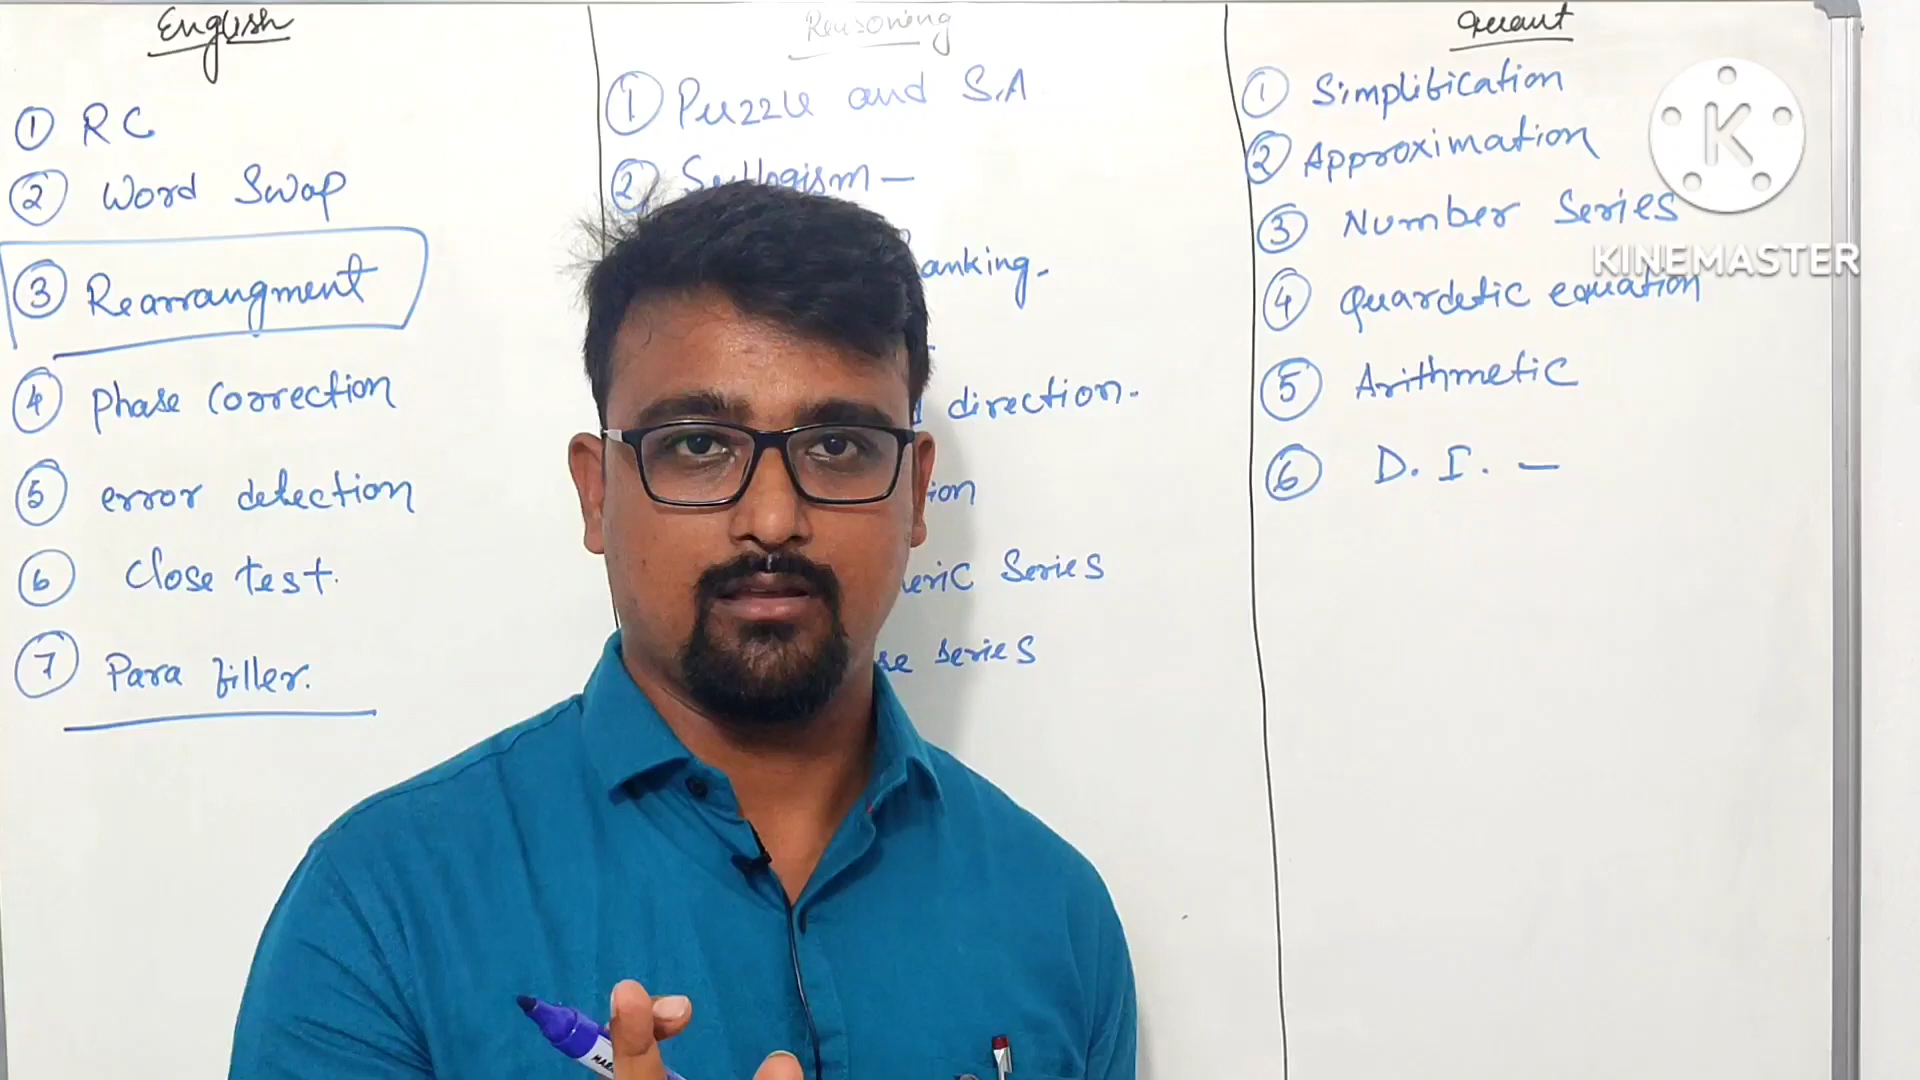 English
① RC
② Word Swap
③ Rearrangment
④ Phase Correction
⑤ error detection
⑥ Close test.
⑦ Para filler.
Reasoning
① Puzzle and S.A
② Syllogism —
anking.
direction.
ion
eric Series
se series
Quant
① Simplification
② Approximation
③ Number Series
④ Quardetic equation
⑤ Arithmetic
⑥ D. I. —
K
KINEMASTER